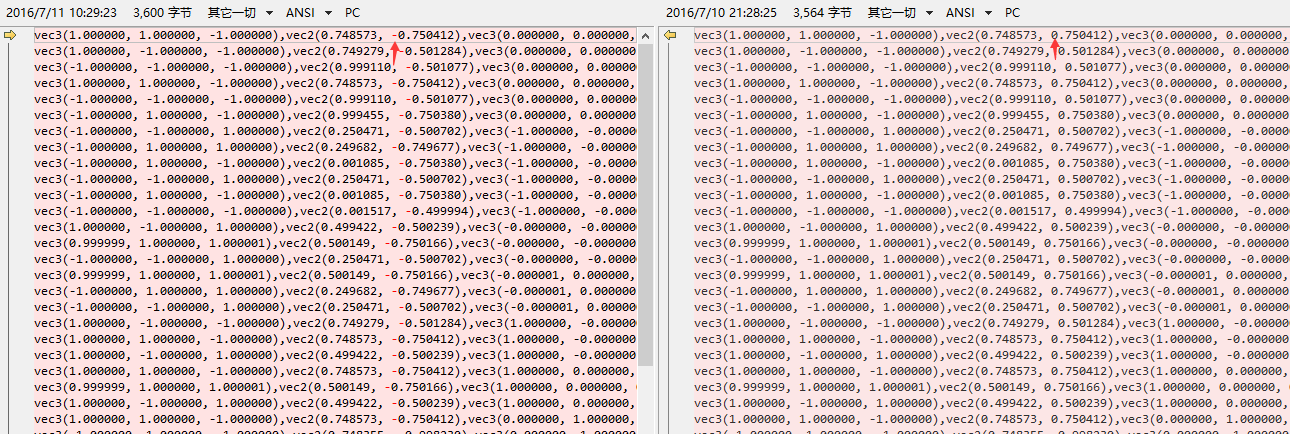 2016/7/11 10:29:23 3,600 字节 其它一切 ANSI PC
vec3(1.000000, 1.000000, -1.000000),vec2(0.748573, -0.750412),vec3(0.000000, 0.000000,
vec3(1.000000, -1.000000, -1.000000),vec2(0.749279, -0.501284),vec3(0.000000, 0.0000
vec3(-1.000000, -1.000000, -1.000000),vec2(0.999110, -0.501077),vec3(0.000000, 0.000
vec3(1.000000, 1.000000, -1.000000),vec2(0.748573, -0.750412),vec3(0.000000, 0.000000,
vec3(-1.000000, -1.000000, -1.000000),vec2(0.999110, -0.501077),vec3(0.000000, 0.000
vec3(-1.000000, 1.000000, -1.000000),vec2(0.999455, -0.750380),vec3(0.000000, 0.0000
vec3(-1.000000, -1.000000, 1.000000),vec2(0.250471, -0.500702),vec3(-1.000000, -0.00
vec3(-1.000000, 1.000000, 1.000000),vec2(0.249682, -0.749677),vec3(-1.000000, -0.000
vec3(-1.000000, 1.000000, -1.000000),vec2(0.001085, -0.750380),vec3(-1.000000, -0.00
vec3(-1.000000, -1.000000, 1.000000),vec2(0.250471, -0.500702),vec3(-1.000000, -0.00
vec3(-1.000000, 1.000000, -1.000000),vec2(0.001085, -0.750380),vec3(-1.000000, -0.00
vec3(-1.000000, -1.000000, -1.000000),vec2(0.001517, -0.499994),vec3(-1.000000, -0.0
vec3(1.000000, -1.000000, 1.000000),vec2(0.499422, -0.500239),vec3(-0.000000, -0.000
vec3(0.999999, 1.000000, 1.000001),vec2(0.500149, -0.750166),vec3(-0.000000, -0.0000
vec3(-1.000000, -1.000000, 1.000000),vec2(0.250471, -0.500702),vec3(-0.000000, -0.00
vec3(0.999999, 1.000000, 1.000001),vec2(0.500149, -0.750166),vec3(-0.000001, 0.00000
vec3(-1.000000, 1.000000, 1.000000),vec2(0.249682, -0.749677),vec3(-0.000001, 0.0000
vec3(-1.000000, -1.000000, 1.000000),vec2(0.250471, -0.500702),vec3(-0.000001, 0.000
vec3(1.000000, -1.000000, -1.000000),vec2(0.749279, -0.501284),vec3(1.000000, -0.000
vec3(1.000000, 1.000000, -1.000000),vec2(0.748573, -0.750412),vec3(1.000000, -0.0000
vec3(1.000000, -1.000000, 1.000000),vec2(0.499422, -0.500239),vec3(1.000000, -0.0000
vec3(1.000000, 1.000000, -1.000000),vec2(0.748573, -0.750412),vec3(1.000000, 0.00000
vec3(0.999999, 1.000000, 1.000001),vec2(0.500149, -0.750166),vec3(1.000000, 0.000000,
vec3(1.000000, -1.000000, 1.000000),vec2(0.499422, -0.500239),vec3(1.000000, 0.00000
vec3(1.000000, 1.000000, -1.000000),vec2(0.748573, -0.750412),vec3(0.000000, 1.00000
2016/7/10 21:28:25 3,564 字节 其它一切 ANSI PC
vec3(1.000000, 1.000000, -1.000000),vec2(0.748573, 0.750412),vec3(0.000000, 0.000000,
vec3(1.000000, -1.000000, -1.000000),vec2(0.749279, 0.501284),vec3(0.000000, 0.00000
vec3(-1.000000, -1.000000, -1.000000),vec2(0.999110, 0.501077),vec3(0.000000, 0.0000
vec3(1.000000, 1.000000, -1.000000),vec2(0.748573, 0.750412),vec3(0.000000, 0.000000,
vec3(-1.000000, -1.000000, -1.000000),vec2(0.999110, 0.501077),vec3(0.000000, 0.0000
vec3(-1.000000, 1.000000, -1.000000),vec2(0.999455, 0.750380),vec3(0.000000, 0.00000
vec3(-1.000000, -1.000000, 1.000000),vec2(0.250471, 0.500702),vec3(-1.000000, -0.000
vec3(-1.000000, 1.000000, 1.000000),vec2(0.249682, 0.749677),vec3(-1.000000, -0.0000
vec3(-1.000000, 1.000000, -1.000000),vec2(0.001085, 0.750380),vec3(-1.000000, -0.000
vec3(-1.000000, -1.000000, 1.000000),vec2(0.250471, 0.500702),vec3(-1.000000, -0.000
vec3(-1.000000, 1.000000, -1.000000),vec2(0.001085, 0.750380),vec3(-1.000000, -0.000
vec3(-1.000000, -1.000000, -1.000000),vec2(0.001517, 0.499994),vec3(-1.000000, -0.00
vec3(1.000000, -1.000000, 1.000000),vec2(0.499422, 0.500239),vec3(-0.000000, -0.0000
vec3(0.999999, 1.000000, 1.000001),vec2(0.500149, 0.750166),vec3(-0.000000, -0.00000
vec3(-1.000000, -1.000000, 1.000000),vec2(0.250471, 0.500702),vec3(-0.000000, -0.000
vec3(0.999999, 1.000000, 1.000001),vec2(0.500149, 0.750166),vec3(-0.000001, 0.000000
vec3(-1.000000, 1.000000, 1.000000),vec2(0.249682, 0.749677),vec3(-0.000001, 0.00000
vec3(-1.000000, -1.000000, 1.000000),vec2(0.250471, 0.500702),vec3(-0.000001, 0.0000
vec3(1.000000, -1.000000, -1.000000),vec2(0.749279, 0.501284),vec3(1.000000, -0.0000
vec3(1.000000, 1.000000, -1.000000),vec2(0.748573, 0.750412),vec3(1.000000, -0.00000
vec3(1.000000, -1.000000, 1.000000),vec2(0.499422, 0.500239),vec3(1.000000, -0.00000
vec3(1.000000, 1.000000, -1.000000),vec2(0.748573, 0.750412),vec3(1.000000, 0.000000
vec3(0.999999, 1.000000, 1.000001),vec2(0.500149, 0.750166),vec3(1.000000, 0.000000,
vec3(1.000000, -1.000000, 1.000000),vec2(0.499422, 0.500239),vec3(1.000000, 0.000000
vec3(1.000000, 1.000000, -1.000000),vec2(0.748573, 0.750412),vec3(0.000000, 1.000000